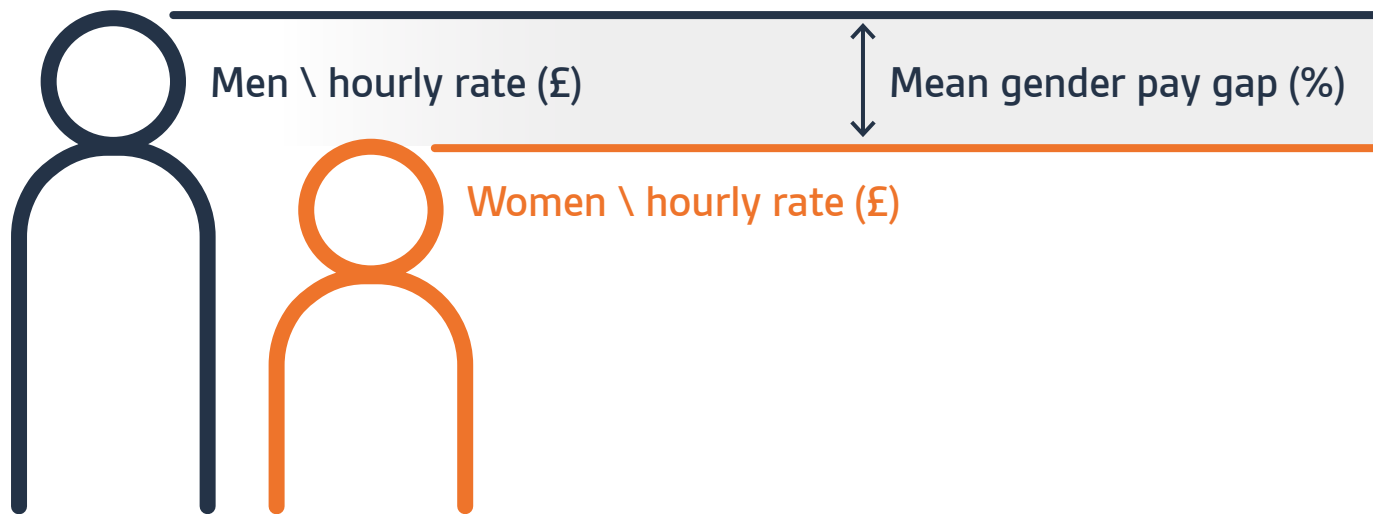 Men \ hourly rate (£)
Mean gender pay gap (%)
Women \ hourly rate (£)